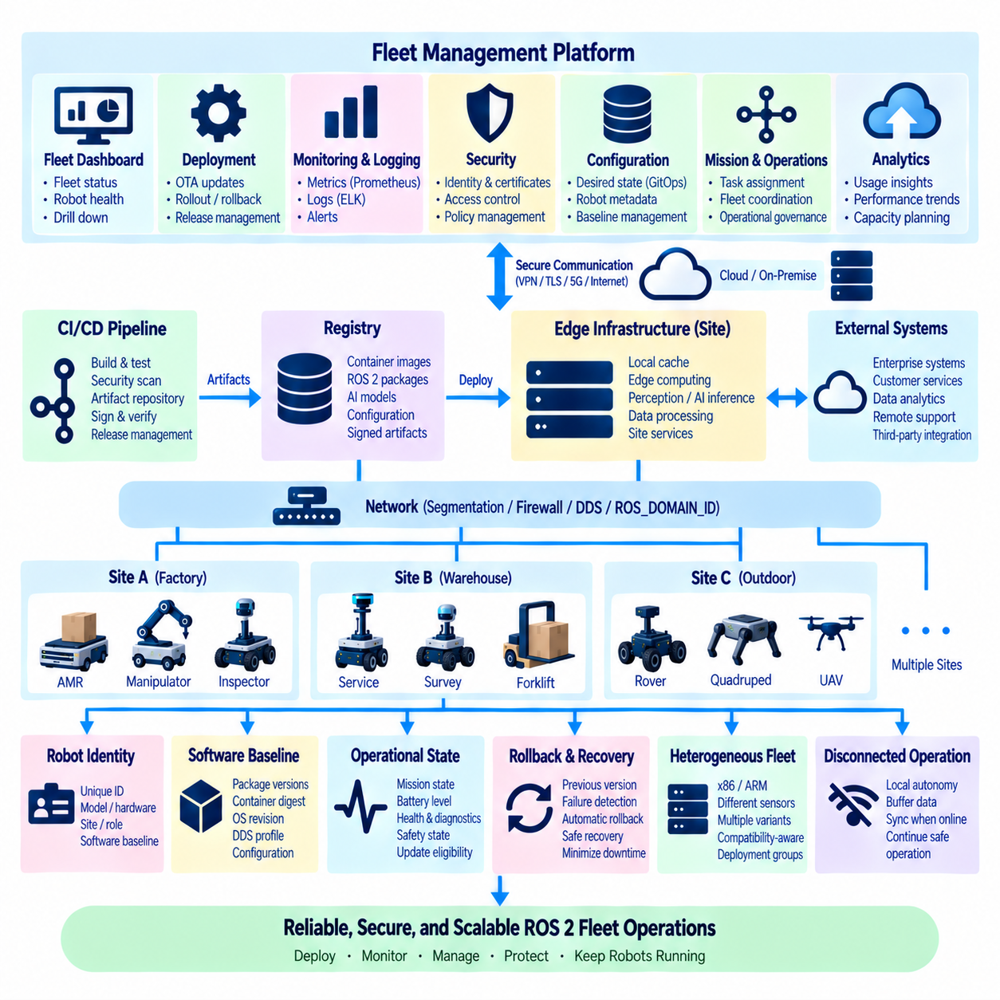 Fleet Management Platform
Fleet Dashboard
• Fleet status
• Robot health
• Drill down
Deployment
• OTA updates
• Rollout / rollback
• Release management
Monitoring & Logging
• Metrics (Prometheus)
• Logs (ELK)
• Alerts
Security
• Identity & certificates
• Access control
• Policy management
Configuration
• Desired state (GitOps)
• Robot metadata
• Baseline management
Mission & Operations
• Task assignment
• Fleet coordination
• Operational governance
Analytics
• Usage insights
• Performance trends
• Capacity planning
Secure Communication
(VPN / TLS / 5G / Internet)
Cloud / On-Premise
CI/CD Pipeline
Build & test
Security scan
Artifact repository
Sign & verify
Release management
Artifacts
Registry
Container images
ROS 2 packages
AI models
Configuration
Signed artifacts
Deploy
Edge Infrastructure (Site)
Local cache
Edge computing
Perception / AI inference
Data processing
Site services
External Systems
Enterprise systems
Customer services
Data analytics
Remote support
Third-party integration
Network (Segmentation / Firewall / DDS / ROS_DOMAIN_ID)
Site A (Factory)
AMR
Manipulator
Inspector
Site B (Warehouse)
Service
Survey
Forklift
Site C (Outdoor)
Rover
Quadruped
UAV
Multiple Sites
Robot Identity
Unique ID
Model / hardware
Site / role
Software baseline
Software Baseline
Package versions
Container digest
OS revision
DDS profile
Configuration
Operational State
Mission state
Battery level
Health & diagnostics
Safety state
Update eligibility
Rollback & Recovery
Previous version
Failure detection
Automatic rollback
Safe recovery
Minimize downtime
Heterogeneous Fleet
x86 / ARM
Different sensors
Multiple variants
Compatibility-aware
Deployment groups
Disconnected Operation
Local autonomy
Buffer data
Sync when online
Continue safe
operation
Reliable, Secure, and Scalable ROS 2 Fleet Operations
Deploy • Monitor • Manage • Protect • Keep Robots Running